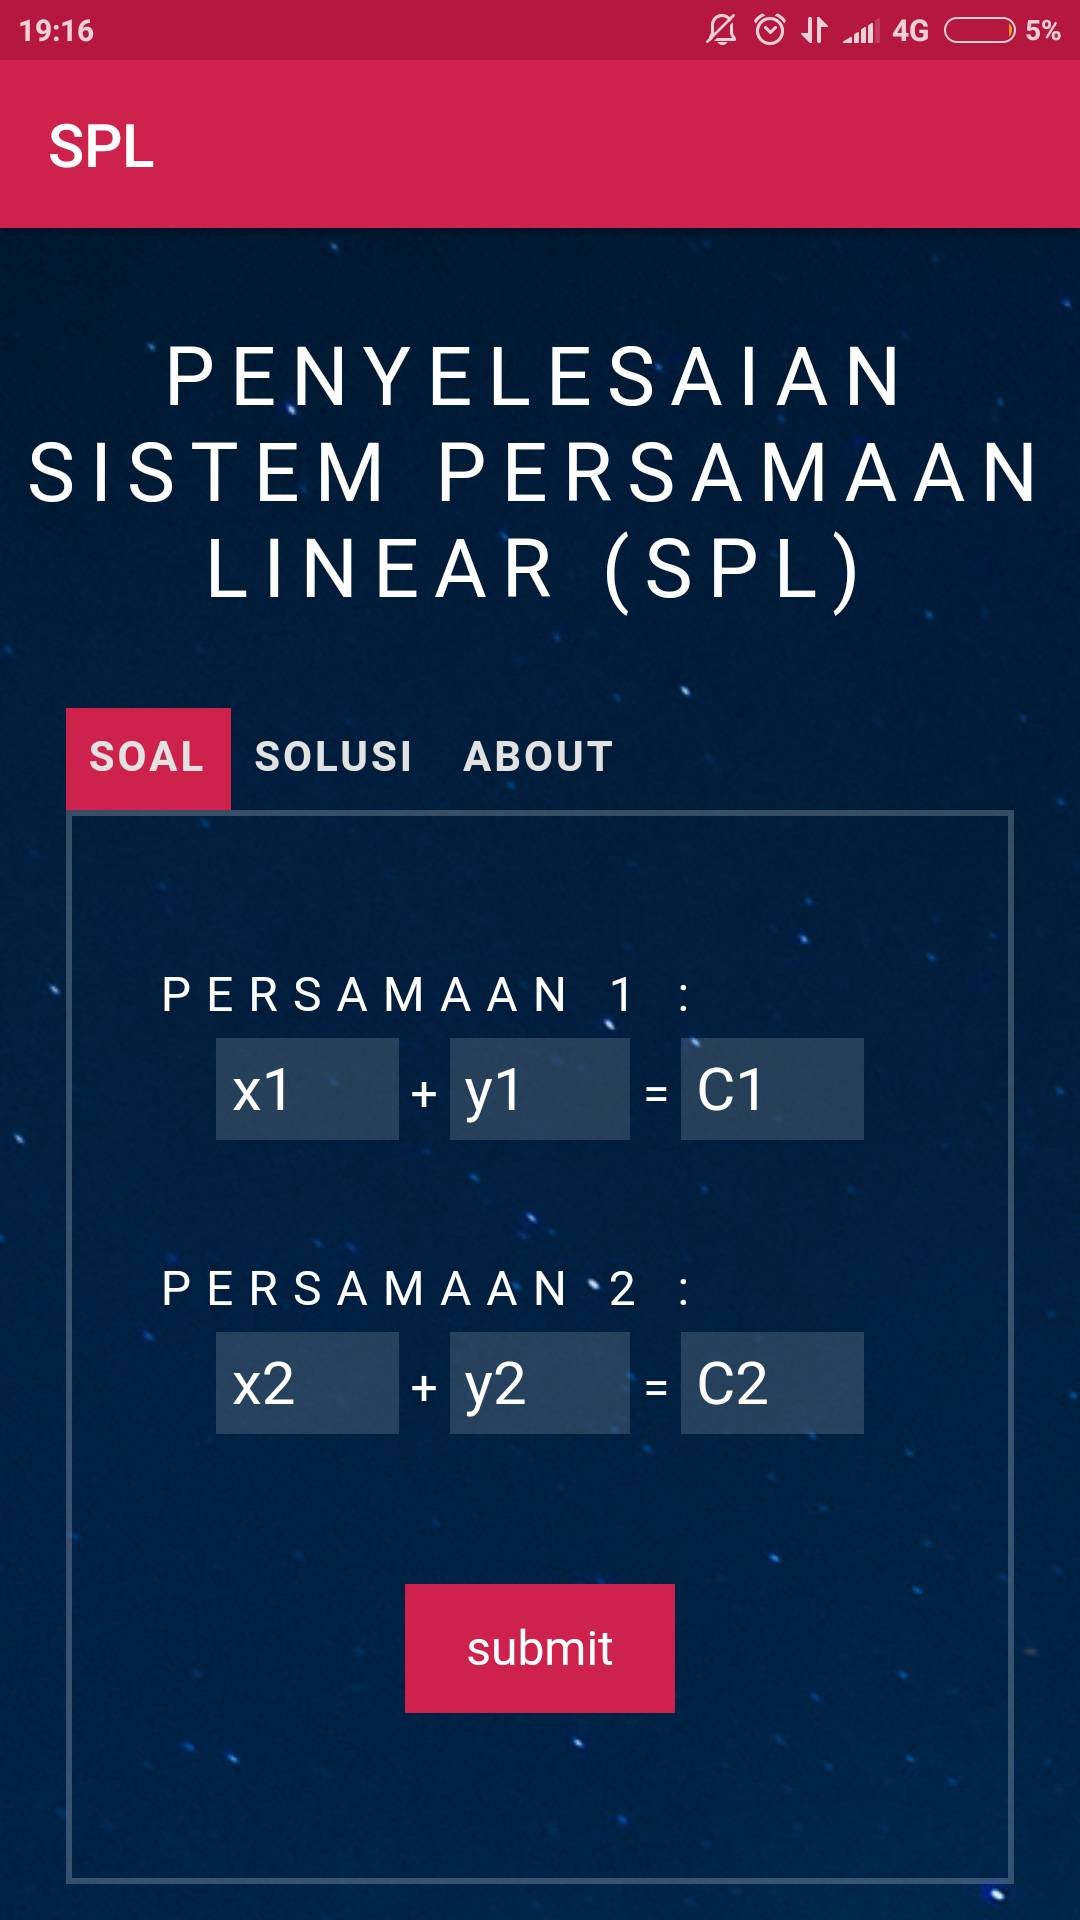 19:16 4G 5%
SPL
PENYELESAIAN
SISTEM PERSAMAAN
LINEAR (SPL)
SOAL SOLUSI ABOUT
PERSAMAAN 1 :
x1 + y1 = C1
PERSAMAAN 2 :
x2 + y2 = C2
submit